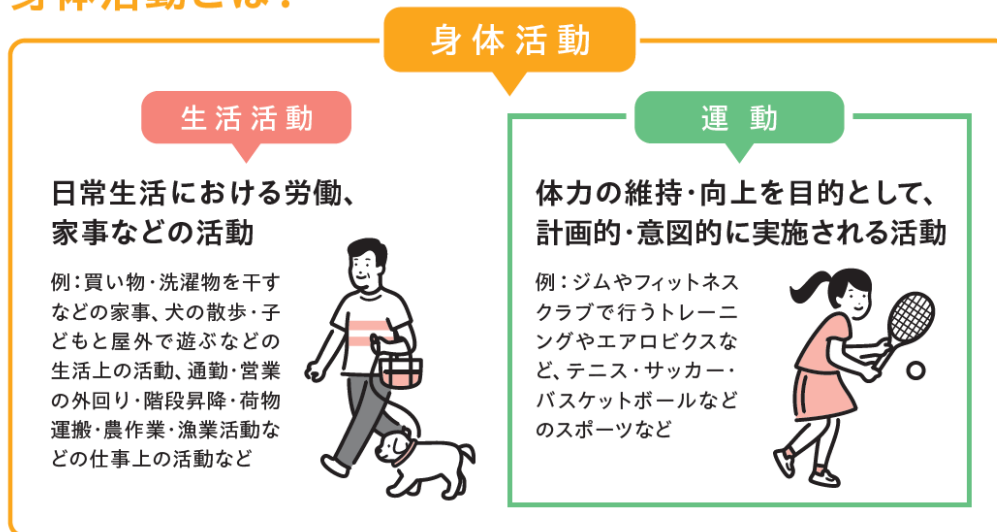 身体活動とは？
身体活動
生活活動
日常生活における労働、
家事などの活動
例：買い物・洗濯物を干す
などの家事、犬の散歩・子
どもと屋外で遊ぶなどの
生活上の活動、通勤・営業
の外回り・階段昇降・荷物
運搬・農作業・漁業活動な
どの仕事上の活動など
運動
体力の維持・向上を目的として、
計画的・意図的に実施される活動
例：ジムやフィットネス
クラブで行うトレーニ
ングやエアロビクスな
ど、テニス・サッカー・
バスケットボールなど
のスポーツなど